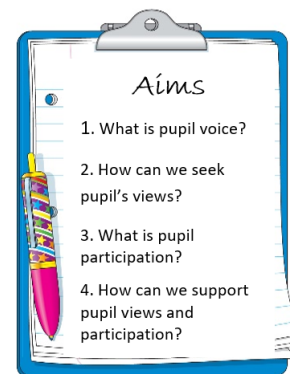 Aims
1. What is pupil voice?
2. How can we seek
pupil's views?
3. What is pupil
participation?
4. How can we support
pupil views and
participation?